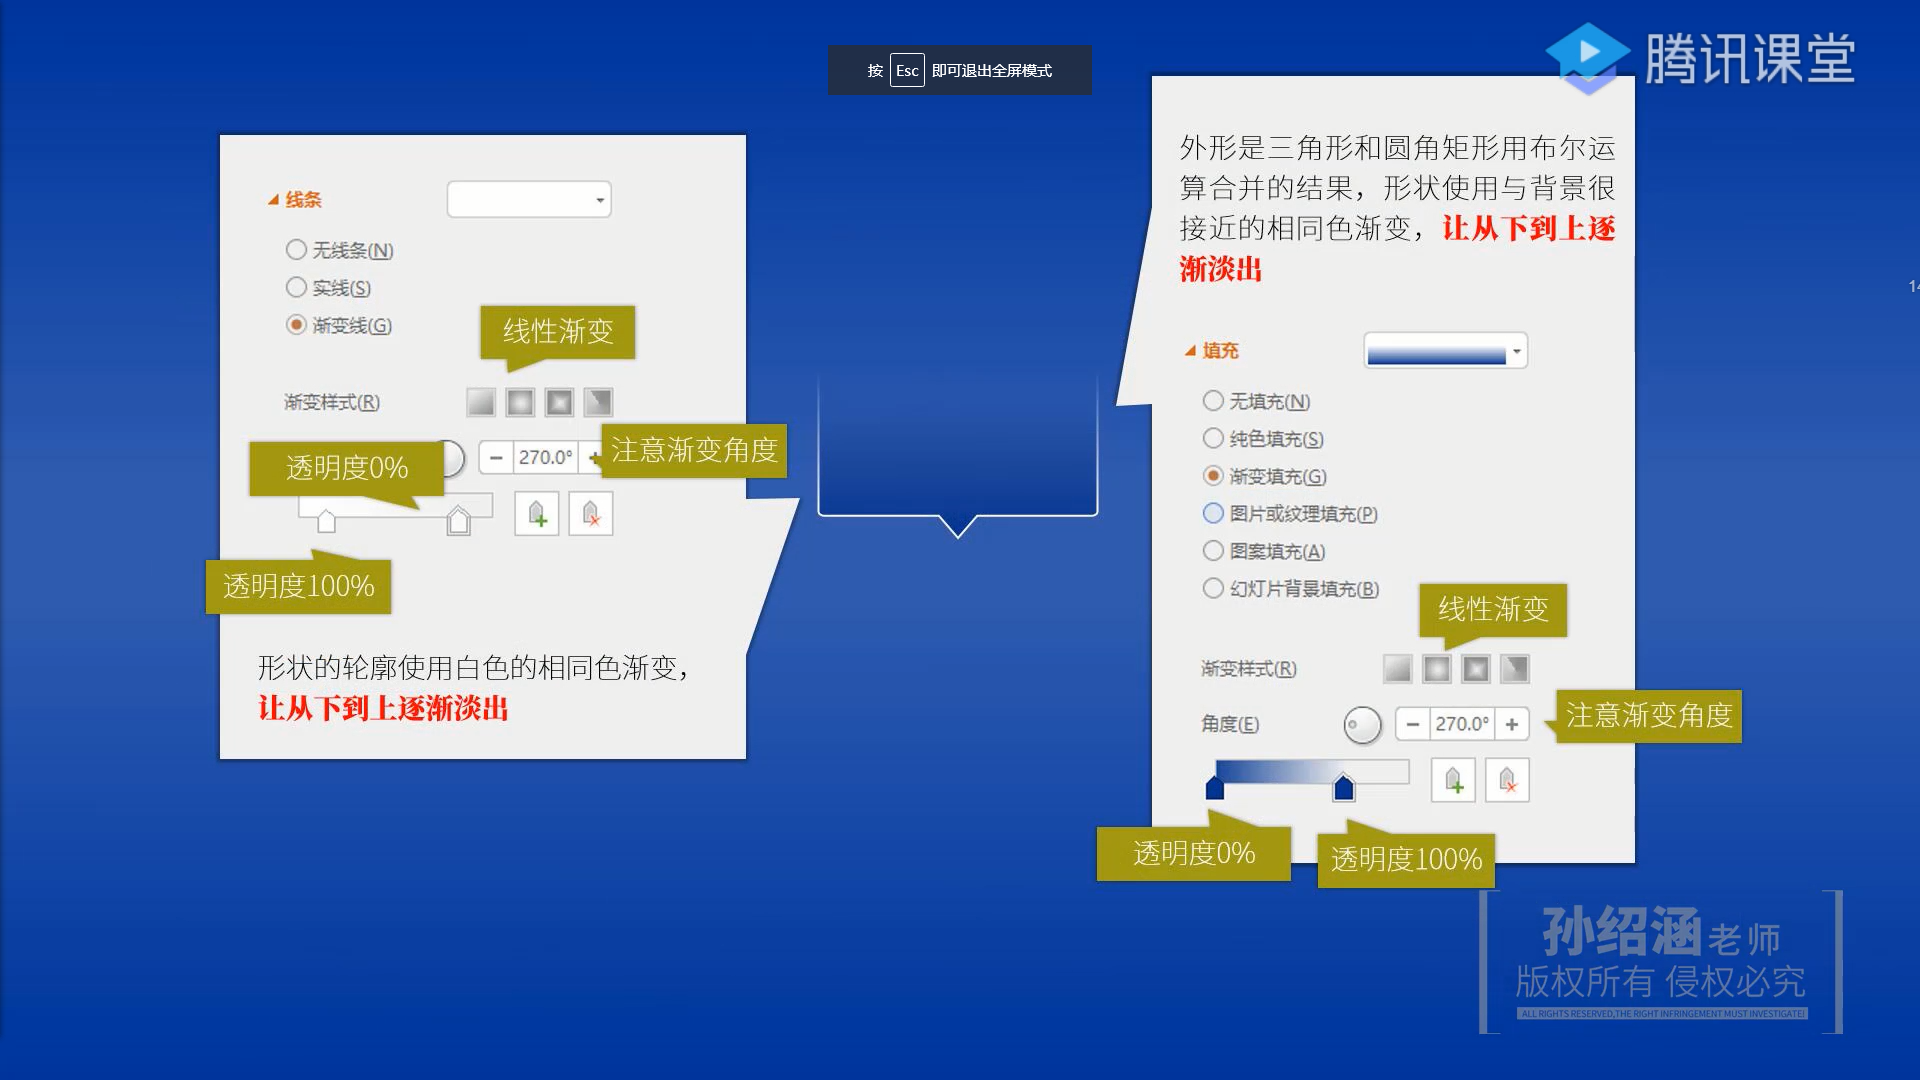 腾讯课堂
按 Esc 即可退出全屏模式
线条
无线条(N)
实线(S)
渐变线(G)
线性渐变
渐变样式(R)
透明度0%
270.0°
注意渐变角度
透明度100%
形状的轮廓使用白色的相同色渐变，
让从下到上逐渐淡出
外形是三角形和圆角矩形用布尔运
算合并的结果，形状使用与背景很
接近的相同色渐变，让从下到上逐
渐淡出
填充
无填充(N)
纯色填充(S)
渐变填充(G)
图片或纹理填充(P)
图案填充(A)
幻灯片背景填充(B)
线性渐变
渐变样式(R)
角度(E)
270.0°
注意渐变角度
透明度0%
透明度100%
孙绍涵老师
版权所有 侵权必究
ALL RIGHTS RESERVED,THE RIGHT INFRINGEMENT MUST INVESTIGATE!